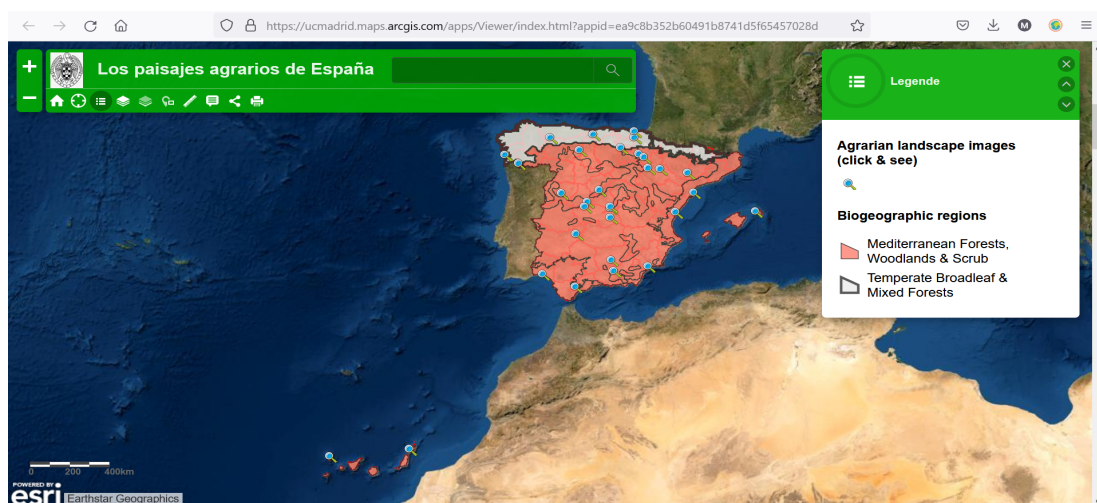 https://ucmadrid.maps.arcgis.com/apps/Viewer/index.html?appid=ea9c8b352b60491b8741d5f65457028d
M
Los paisajes agrarios de España
Legende
Agrarian landscape images
(click & see)
Biogeographic regions
Mediterranean Forests,
Woodlands & Scrub
Temperate Broadleaf &
Mixed Forests
0 200 400km
POWERED BY
esri
Earthstar Geographics